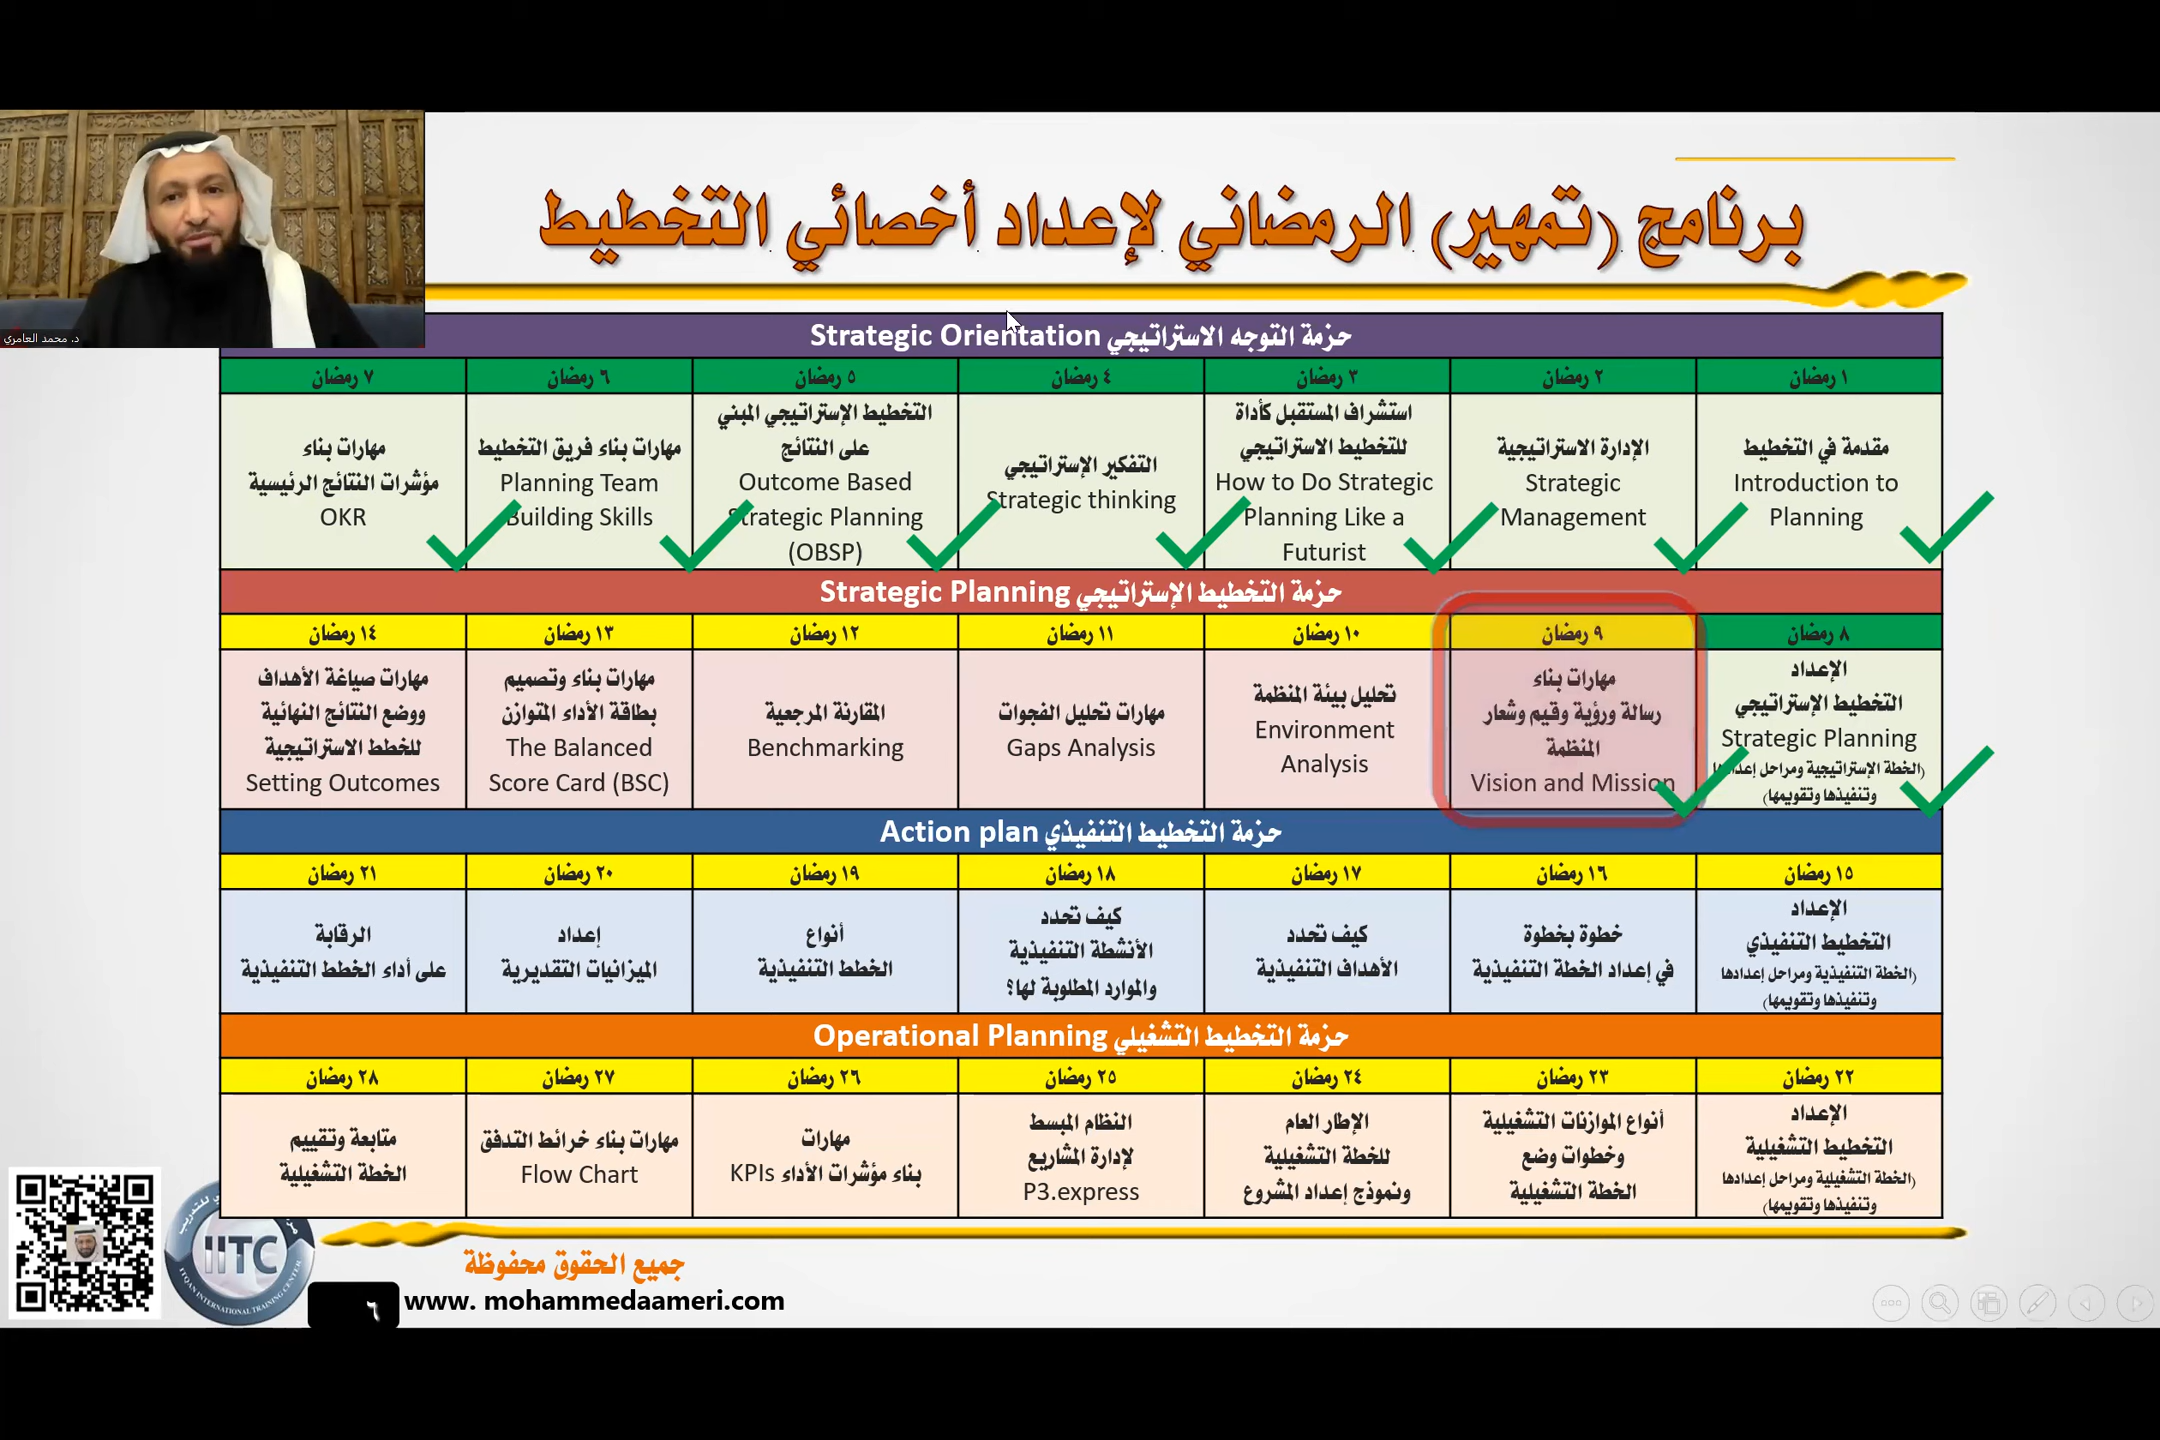 برنامج (تمهير) الرمضاني لإعداد أخصائي التخطيط
د. محمد العامري
حزمة التوجه الاستراتيجي Strategic Orientation
١ رمضان
٢ رمضان
٣ رمضان
٤ رمضان
٥ رمضان
٦ رمضان
٧ رمضان
مقدمة في التخطيط
Introduction to
Planning
الإدارة الاستراتيجية
Strategic
Management
استشراف المستقبل كأداة
للتخطيط الاستراتيجي
How to Do Strategic
Planning Like a
Futurist
التفكير الإستراتيجي
Strategic thinking
التخطيط الإستراتيجي المبني
على النتائج
Outcome Based
Strategic Planning
(OBSP)
مهارات بناء فريق التخطيط
Planning Team
Building Skills
مهارات بناء
مؤشرات النتائج الرئيسية
OKR
حزمة التخطيط الإستراتيجي Strategic Planning
٨ رمضان
٩ رمضان
١٠ رمضان
١١ رمضان
١٢ رمضان
١٣ رمضان
١٤ رمضان
الإعداد
التخطيط الإستراتيجي
Strategic Planning
(الخطة الإستراتيجية ومراحل إعدادها
وتنفيذها وتقويمها)
مهارات بناء
رسالة ورؤية وقيم وشعار
المنظمة
Vision and Mission
تحليل بيئة المنظمة
Environment
Analysis
مهارات تحليل الفجوات
Gaps Analysis
المقارنة المرجعية
Benchmarking
مهارات بناء وتصميم
بطاقة الأداء المتوازن
The Balanced
Score Card (BSC)
مهارات صياغة الأهداف
ووضع النتائج النهائية
للخطط الاستراتيجية
Setting Outcomes
حزمة التخطيط التنفيذي Action plan
١٥ رمضان
١٦ رمضان
١٧ رمضان
١٨ رمضان
١٩ رمضان
٢٠ رمضان
٢١ رمضان
الإعداد
التخطيط التنفيذي
(الخطة التنفيذية ومراحل إعدادها
وتنفيذها وتقويمها)
خطوة بخطوة
في إعداد الخطة التنفيذية
كيف تحدد
الأهداف التنفيذية
كيف تحدد
الأنشطة التنفيذية
والموارد المطلوبة لها؟
أنواع
الخطط التنفيذية
إعداد
الميزانيات التقديرية
الرقابة
على أداء الخطط التنفيذية
حزمة التخطيط التشغيلي Operational Planning
٢٢ رمضان
٢٣ رمضان
٢٤ رمضان
٢٥ رمضان
٢٦ رمضان
٢٧ رمضان
٢٨ رمضان
الإعداد
التخطيط التشغيلية
(الخطة التشغيلية ومراحل إعدادها
وتنفيذها وتقويمها)
أنواع الموازنات التشغيلية
وخطوات وضع
الخطة التشغيلية
الإطار العام
للخطة التشغيلية
ونموذج إعداد المشروع
النظام المبسط
لإدارة المشاريع
P3.express
مهارات
بناء مؤشرات الأداء KPIs
مهارات بناء خرائط التدفق
Flow Chart
متابعة وتقييم
الخطة التشغيلية
IITC
ITQAN INTERNATIONAL TRAINING CENTER
جميع الحقوق محفوظة
www. mohammedaameri.com
٦